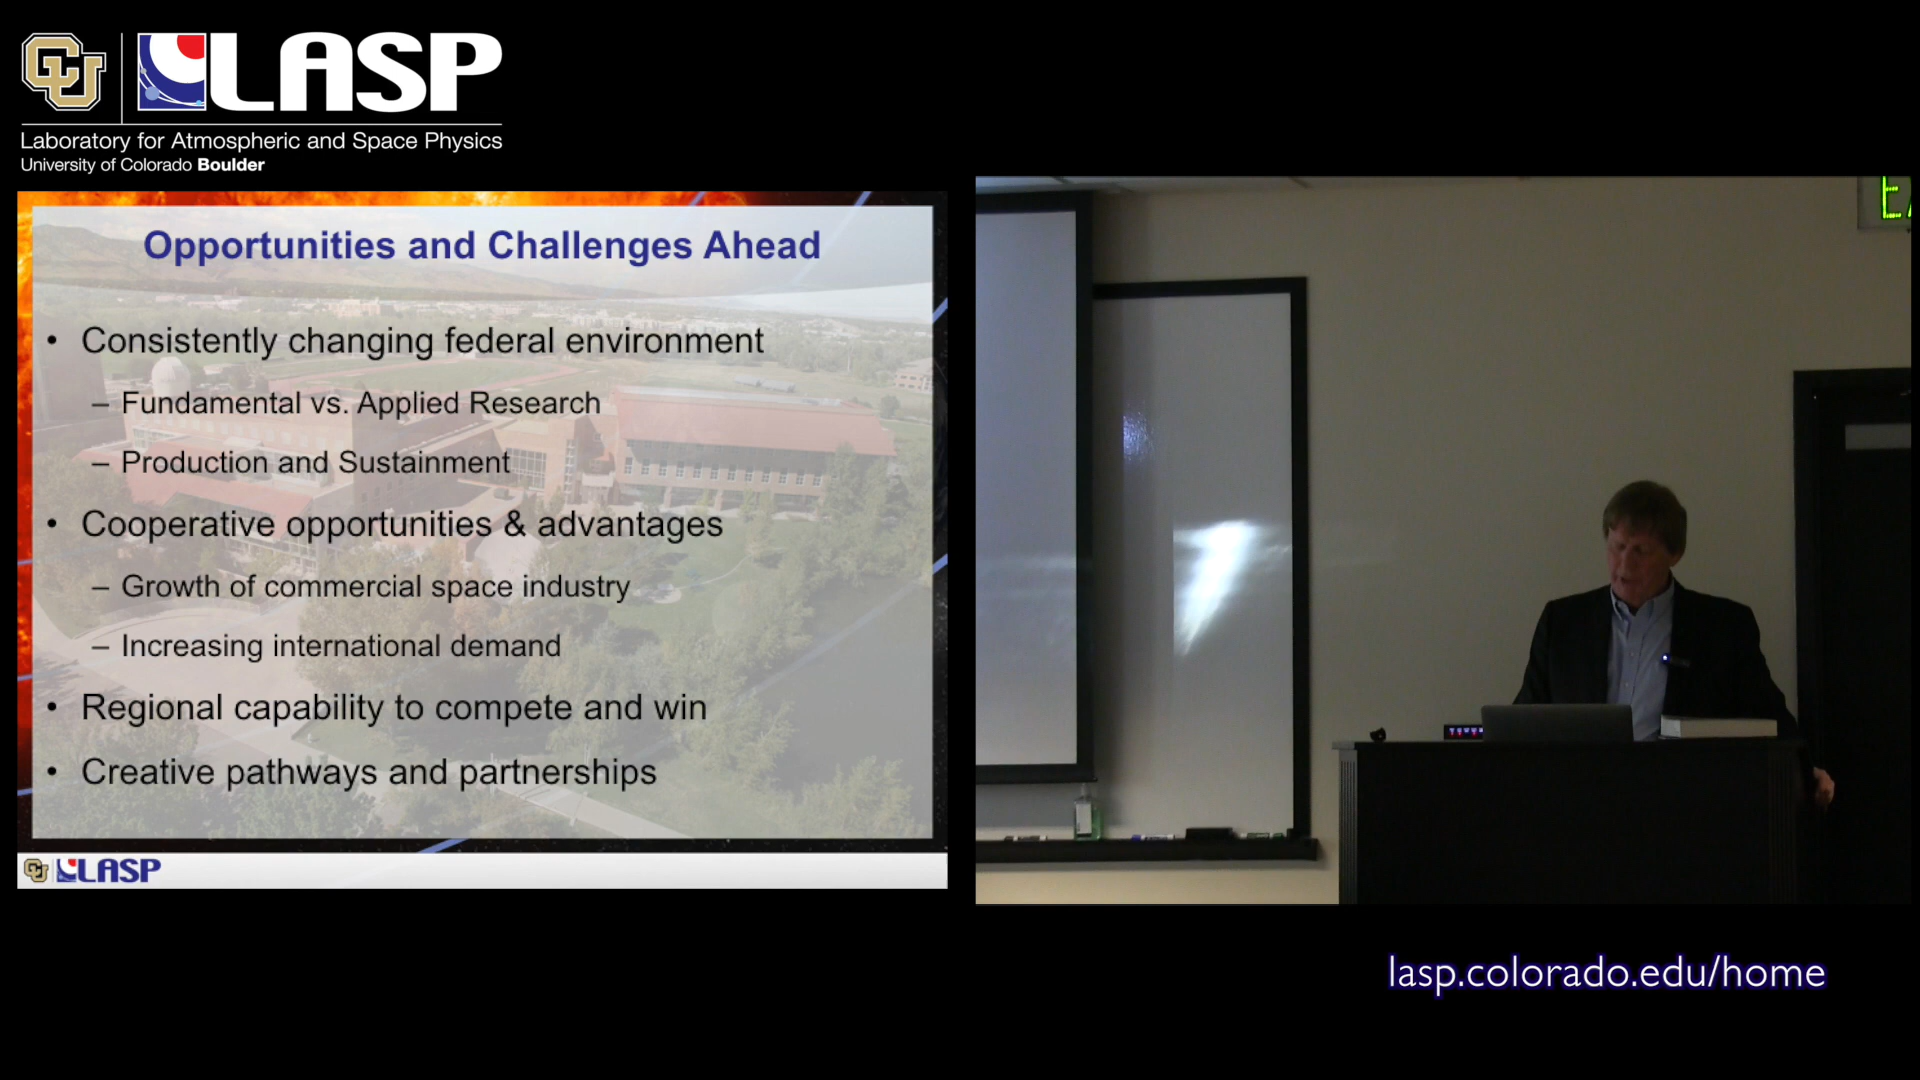 CU LASP
Laboratory for Atmospheric and Space Physics
University of Colorado Boulder
Opportunities and Challenges Ahead
• Consistently changing federal environment
– Fundamental vs. Applied Research
– Production and Sustainment
• Cooperative opportunities & advantages
– Growth of commercial space industry
– Increasing international demand
• Regional capability to compete and win
• Creative pathways and partnerships
CU LASP
lasp.colorado.edu/home